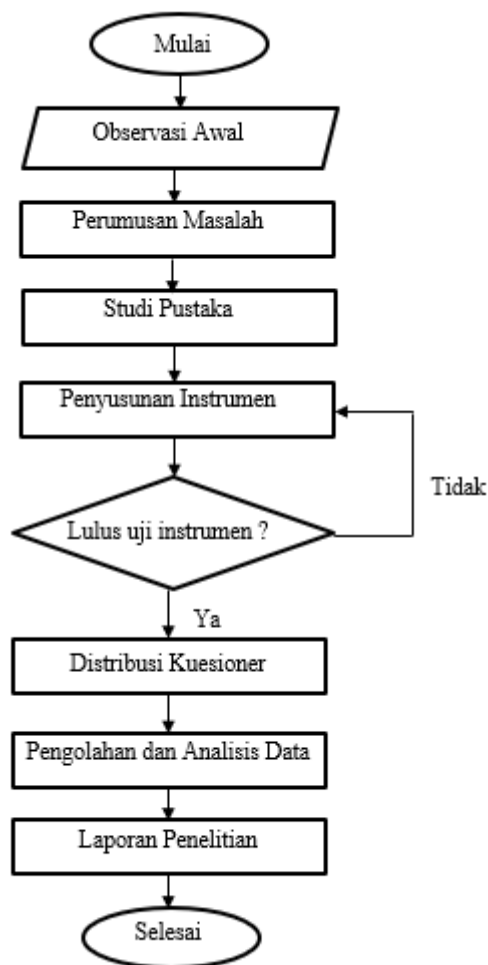 Mulai
Observasi Awal
Perumusan Masalah
Studi Pustaka
Penyusunan Instrumen
Tidak
Lulus uji instrumen ?
Ya
Distribusi Kuesioner
Pengolahan dan Analisis Data
Laporan Penelitian
Selesai